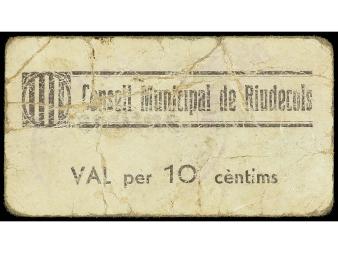 Consell Municipal de Riudecols
VAL per 10 cèntims